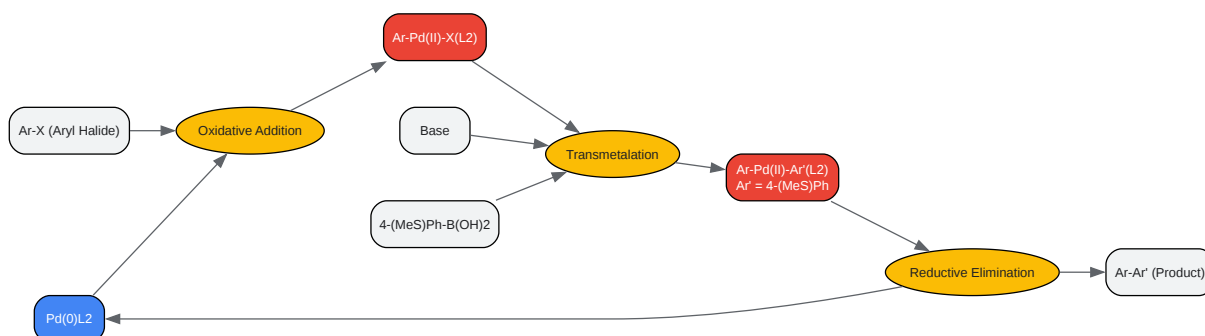 Ar-Pd(II)-X(L2)
Ar-X (Aryl Halide)
Oxidative Addition
Base
Transmetalation
Ar-Pd(II)-Ar'(L2)
Ar' = 4-(MeS)Ph
4-(MeS)Ph-B(OH)2
Reductive Elimination
Ar-Ar' (Product)
Pd(0)L2